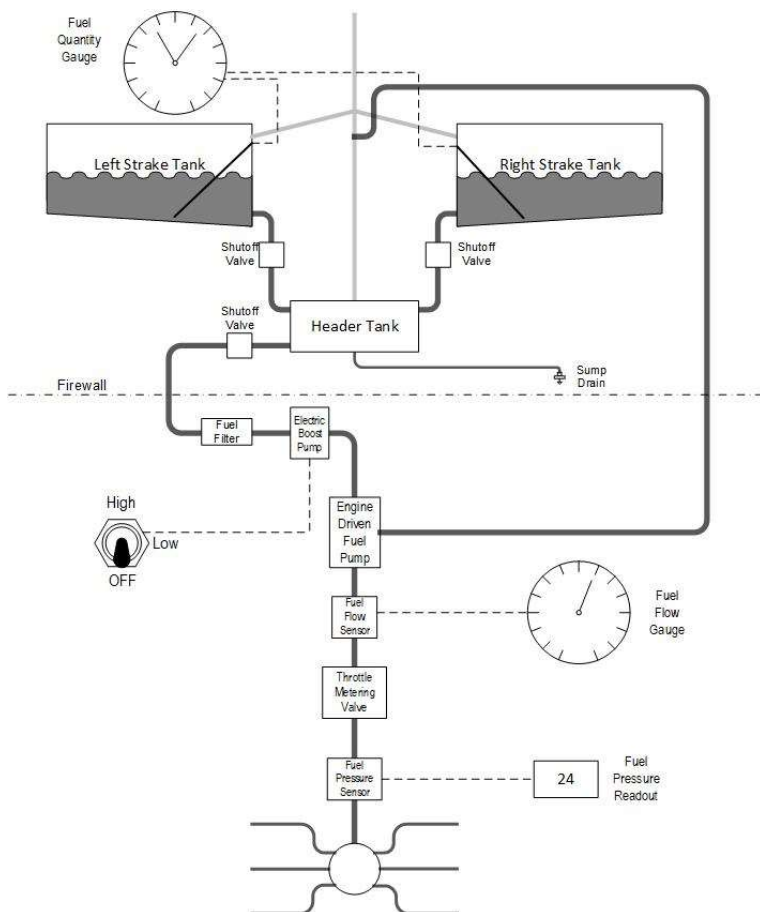 Fuel
Quantity
Gauge
Left Strake Tank
Right Strake Tank
Shutoff
Valve
Shutoff
Valve
Shutoff
Valve
Header Tank
Sump
Drain
Firewall
Fuel
Filter
Electric
Boost
Pump
High
Low
OFF
Engine
Driven
Fuel
Pump
Fuel
Flow
Sensor
Fuel
Flow
Gauge
Throttle
Metering
Valve
Fuel
Pressure
Sensor
24
Fuel
Pressure
Readout